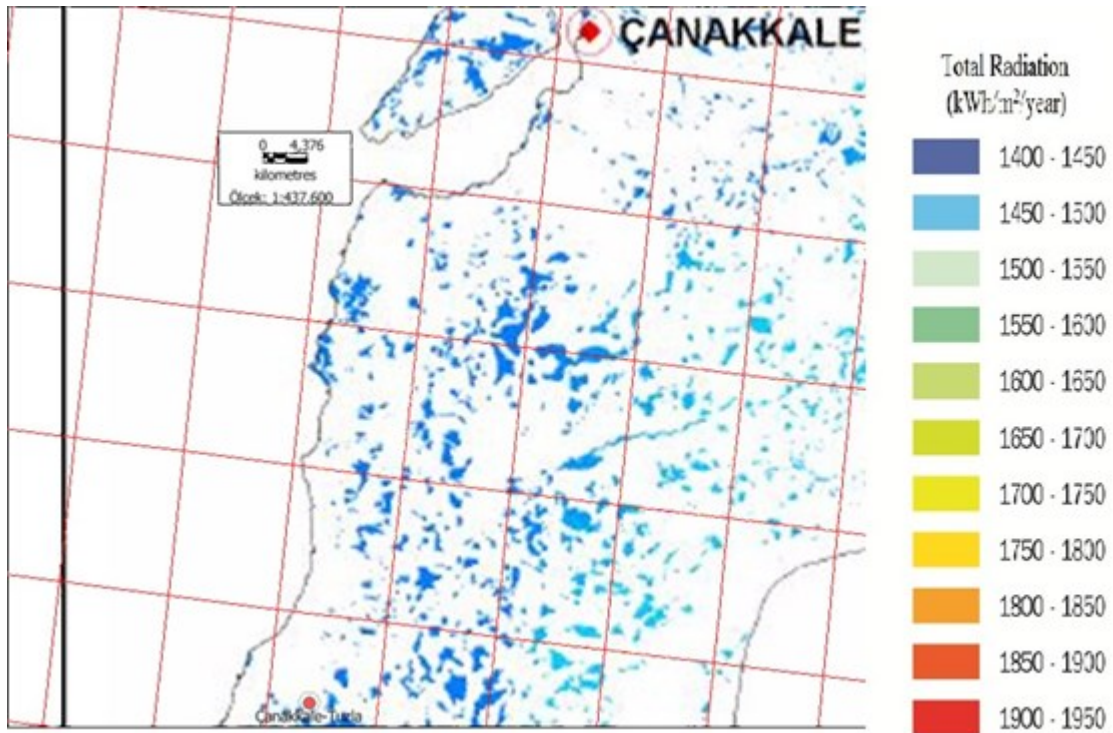 ÇANAKKALE
0 4,376
kilometres
Ölçek: 1:437.600
Çanakkale-Tuzla
Total Radiation
(kWh/m²/year)
1400 - 1450
1450 - 1500
1500 - 1550
1550 - 1600
1600 - 1650
1650 - 1700
1700 - 1750
1750 - 1800
1800 - 1850
1850 - 1900
1900 - 1950